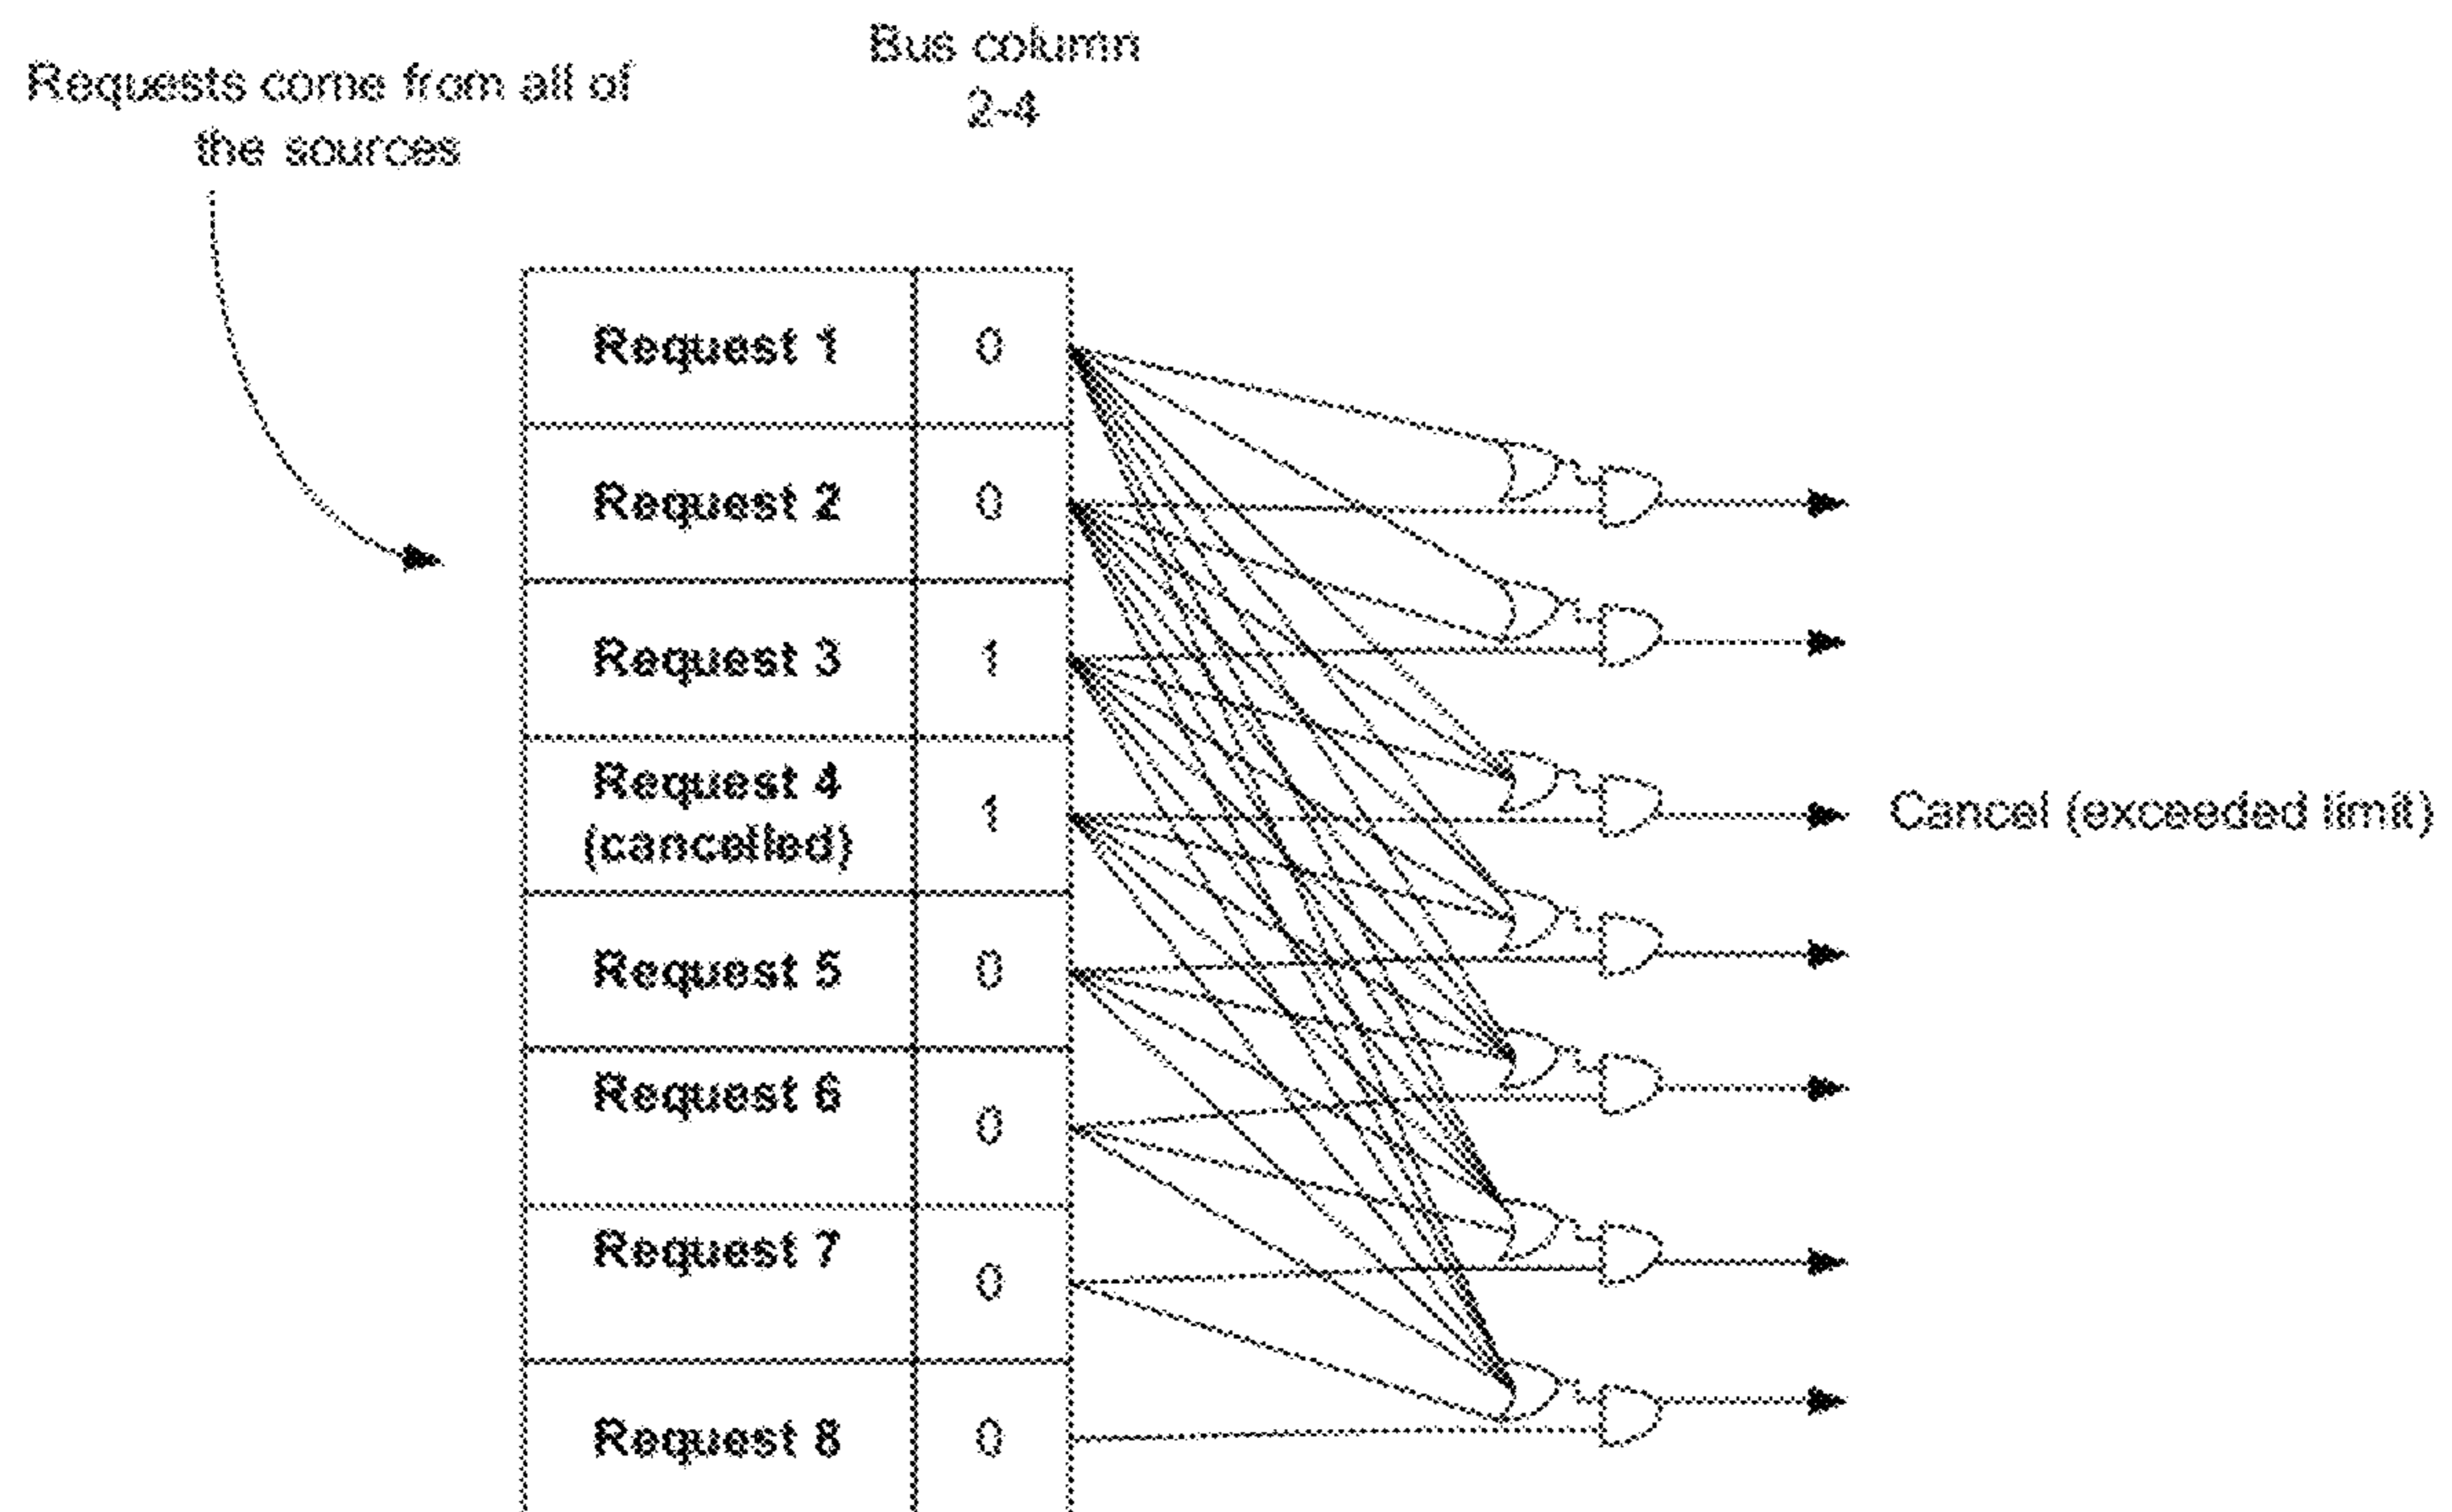 Requests come from all of
the sources
Bus column
2-4
Request 1 0
Request 2 0
Request 3 1
Request 4
(cancelled) 1
Cancel (exceeded limit)
Request 5 0
Request 6 0
Request 7 0
Request 8 0